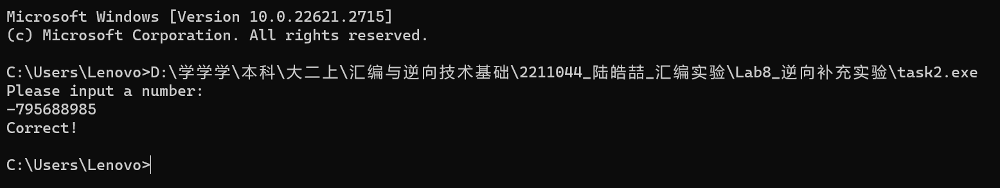 Microsoft Windows [Version 10.0.22621.2715]
(c) Microsoft Corporation. All rights reserved.
C:\Users\Lenovo>D:\学学学\本科\大二上\汇编与逆向技术基础\2211044_陆皓喆_汇编实验\Lab8_逆向补充实验\task2.exe
Please input a number:
-795688985
Correct!
C:\Users\Lenovo>